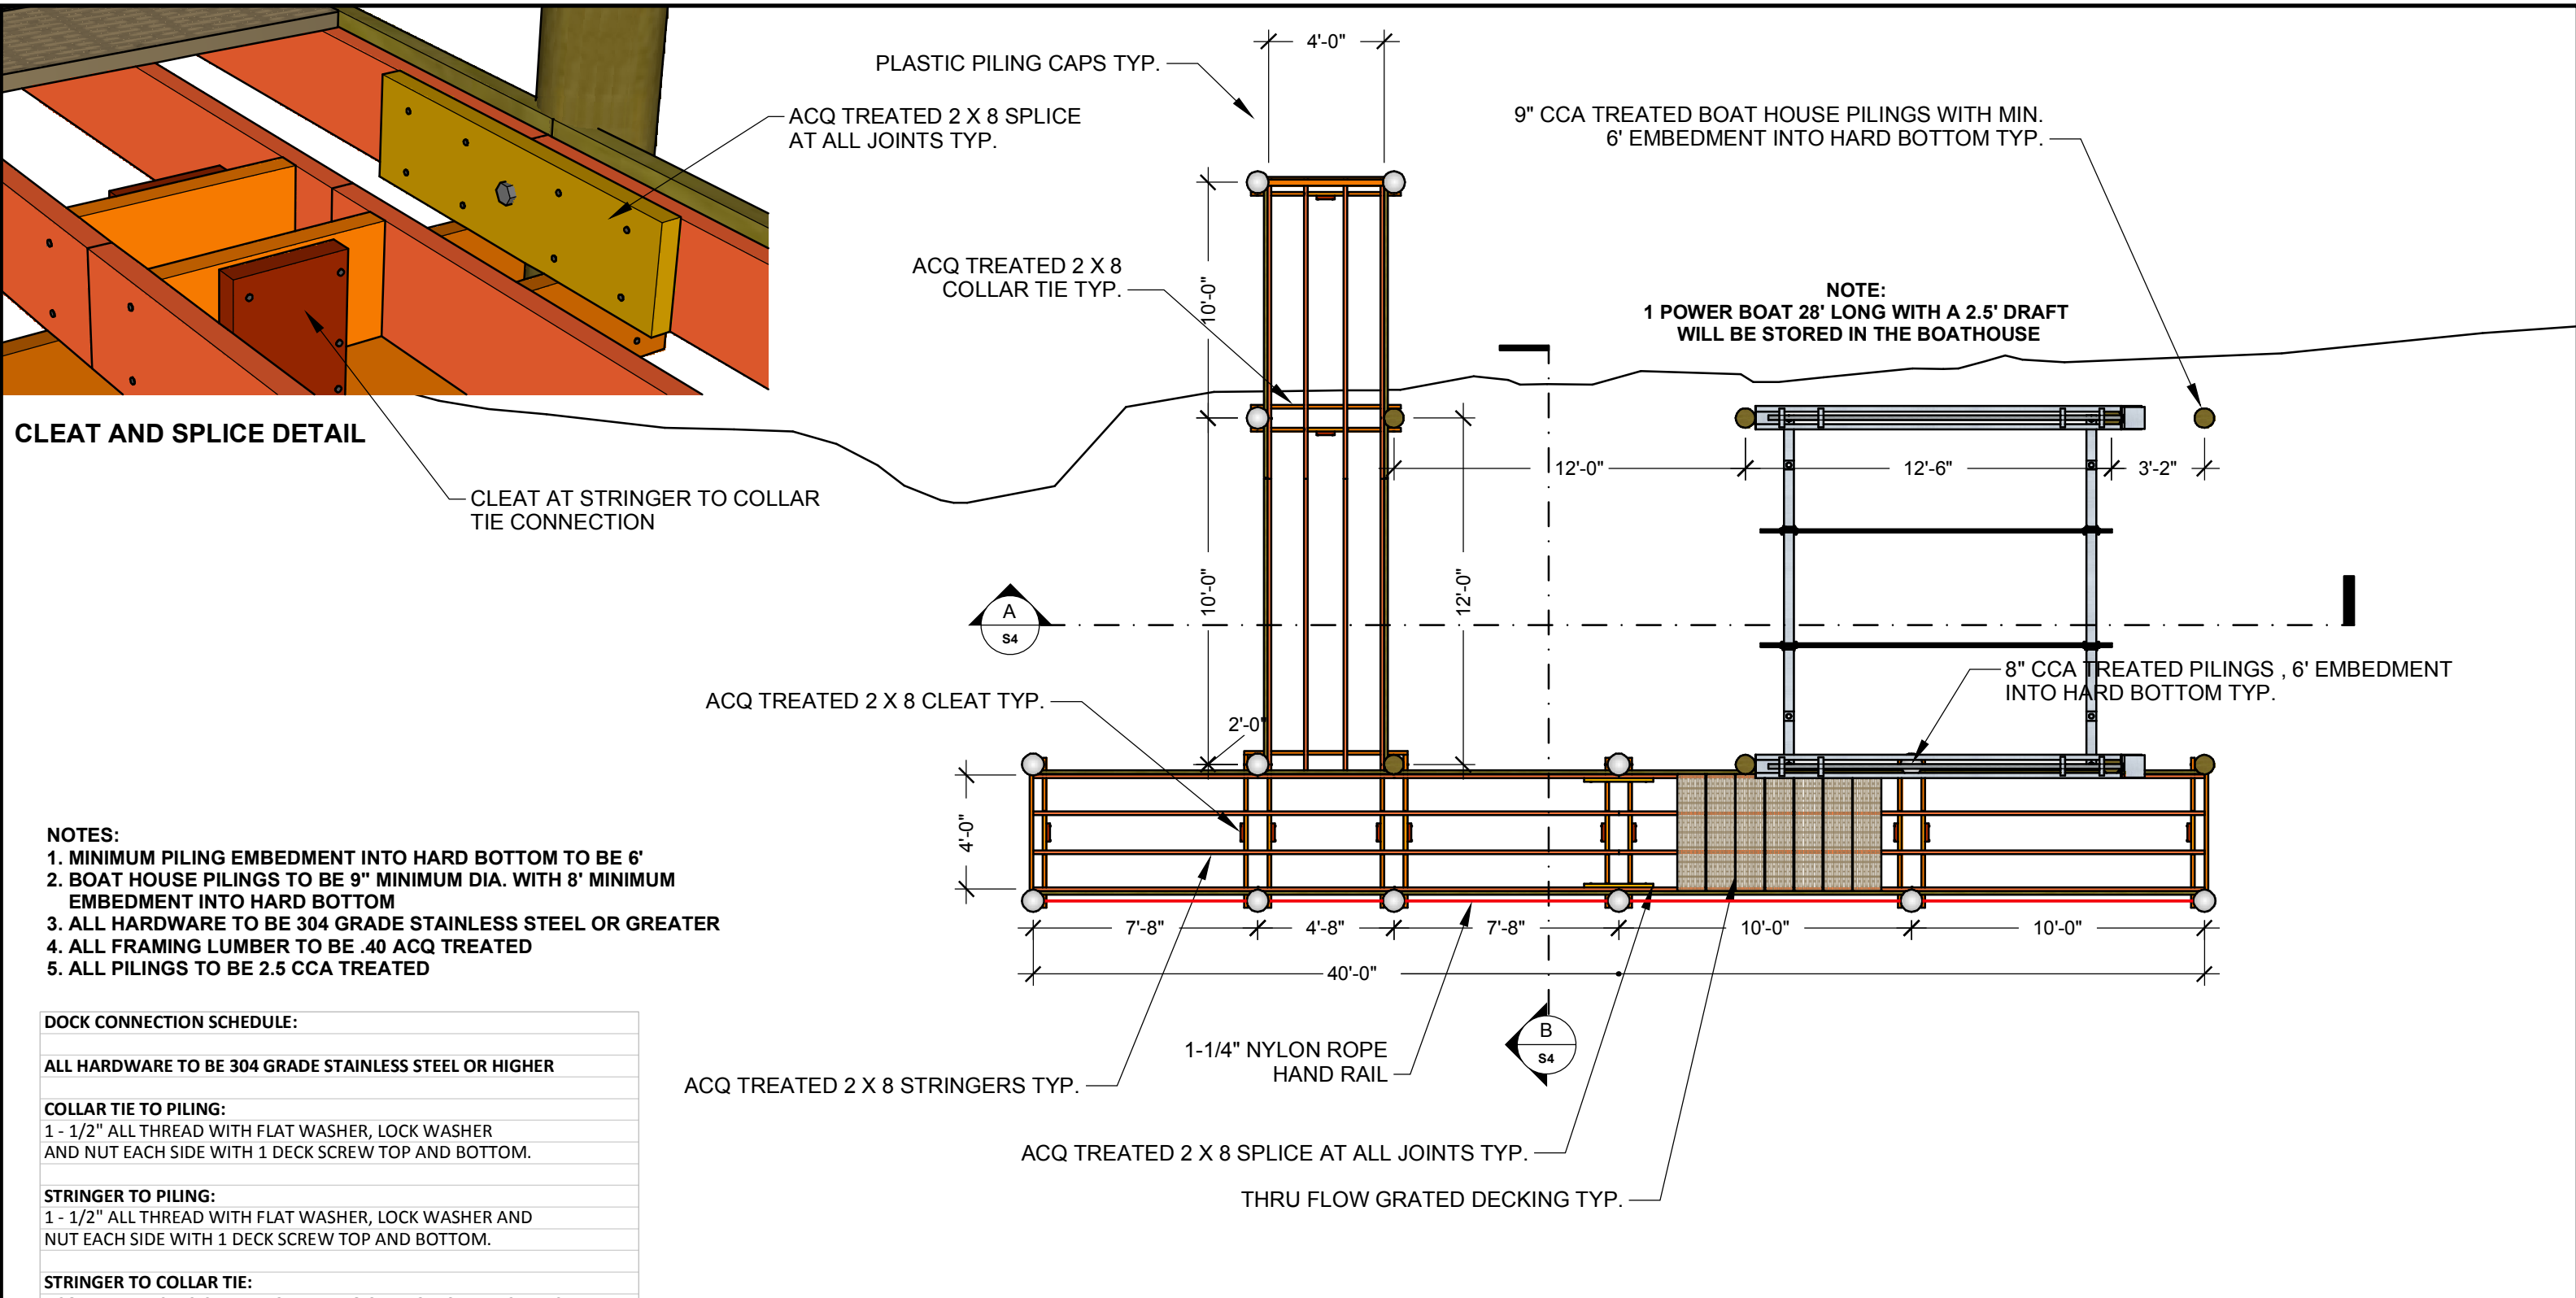 4'-0"
PLASTIC PILING CAPS TYP.
ACQ TREATED 2 X 8 SPLICE
AT ALL JOINTS TYP.
9" CCA TREATED BOAT HOUSE PILINGS WITH MIN.
6' EMBEDMENT INTO HARD BOTTOM TYP.
ACQ TREATED 2 X 8
COLLAR TIE TYP.
10'-0"
NOTE:
1 POWER BOAT 28' LONG WITH A 2.5' DRAFT
WILL BE STORED IN THE BOATHOUSE
CLEAT AND SPLICE DETAIL
CLEAT AT STRINGER TO COLLAR
TIE CONNECTION
12'-0"
12'-6"
3'-2"
10'-0"
12'-0"
A
S4
8" CCA TREATED PILINGS , 6' EMBEDMENT
INTO HARD BOTTOM TYP.
ACQ TREATED 2 X 8 CLEAT TYP.
2'-0"
4'-0"
NOTES:
1. MINIMUM PILING EMBEDMENT INTO HARD BOTTOM TO BE 6'
2. BOAT HOUSE PILINGS TO BE 9" MINIMUM DIA. WITH 8' MINIMUM
EMBEDMENT INTO HARD BOTTOM
3. ALL HARDWARE TO BE 304 GRADE STAINLESS STEEL OR GREATER
4. ALL FRAMING LUMBER TO BE .40 ACQ TREATED
5. ALL PILINGS TO BE 2.5 CCA TREATED
7'-8"
4'-8"
7'-8"
10'-0"
10'-0"
40'-0"
B
S4
1-1/4" NYLON ROPE
HAND RAIL
ACQ TREATED 2 X 8 STRINGERS TYP.
ACQ TREATED 2 X 8 SPLICE AT ALL JOINTS TYP.
THRU FLOW GRATED DECKING TYP.
DOCK CONNECTION SCHEDULE:
ALL HARDWARE TO BE 304 GRADE STAINLESS STEEL OR HIGHER
COLLAR TIE TO PILING:
1 - 1/2" ALL THREAD WITH FLAT WASHER, LOCK WASHER
AND NUT EACH SIDE WITH 1 DECK SCREW TOP AND BOTTOM.
STRINGER TO PILING:
1 - 1/2" ALL THREAD WITH FLAT WASHER, LOCK WASHER AND
NUT EACH SIDE WITH 1 DECK SCREW TOP AND BOTTOM.
STRINGER TO COLLAR TIE: